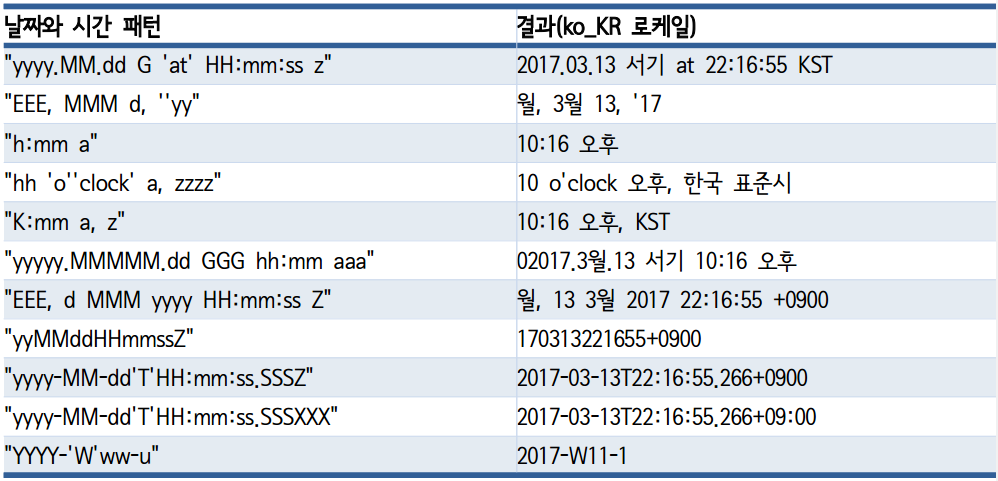 날짜와 시간 패턴 결과(ko_KR 로케일)
"yyyy.MM.dd G 'at' HH:mm:ss z" 2017.03.13 서기 at 22:16:55 KST
"EEE, MMM d, ''yy" 월, 3월 13, '17
"h:mm a" 10:16 오후
"hh 'o''clock' a, zzzz" 10 o'clock 오후, 한국 표준시
"K:mm a, z" 10:16 오후, KST
"yyyyy.MMMMM.dd GGG hh:mm aaa" 02017.3월.13 서기 10:16 오후
"EEE, d MMM yyyy HH:mm:ss Z" 월, 13 3월 2017 22:16:55 +0900
"yyMMddHHmmssZ" 170313221655+0900
"yyyy-MM-dd'T'HH:mm:ss.SSSZ" 2017-03-13T22:16:55.266+0900
"yyyy-MM-dd'T'HH:mm:ss.SSSXXX" 2017-03-13T22:16:55.266+09:00
"YYYY-'W'ww-u" 2017-W11-1